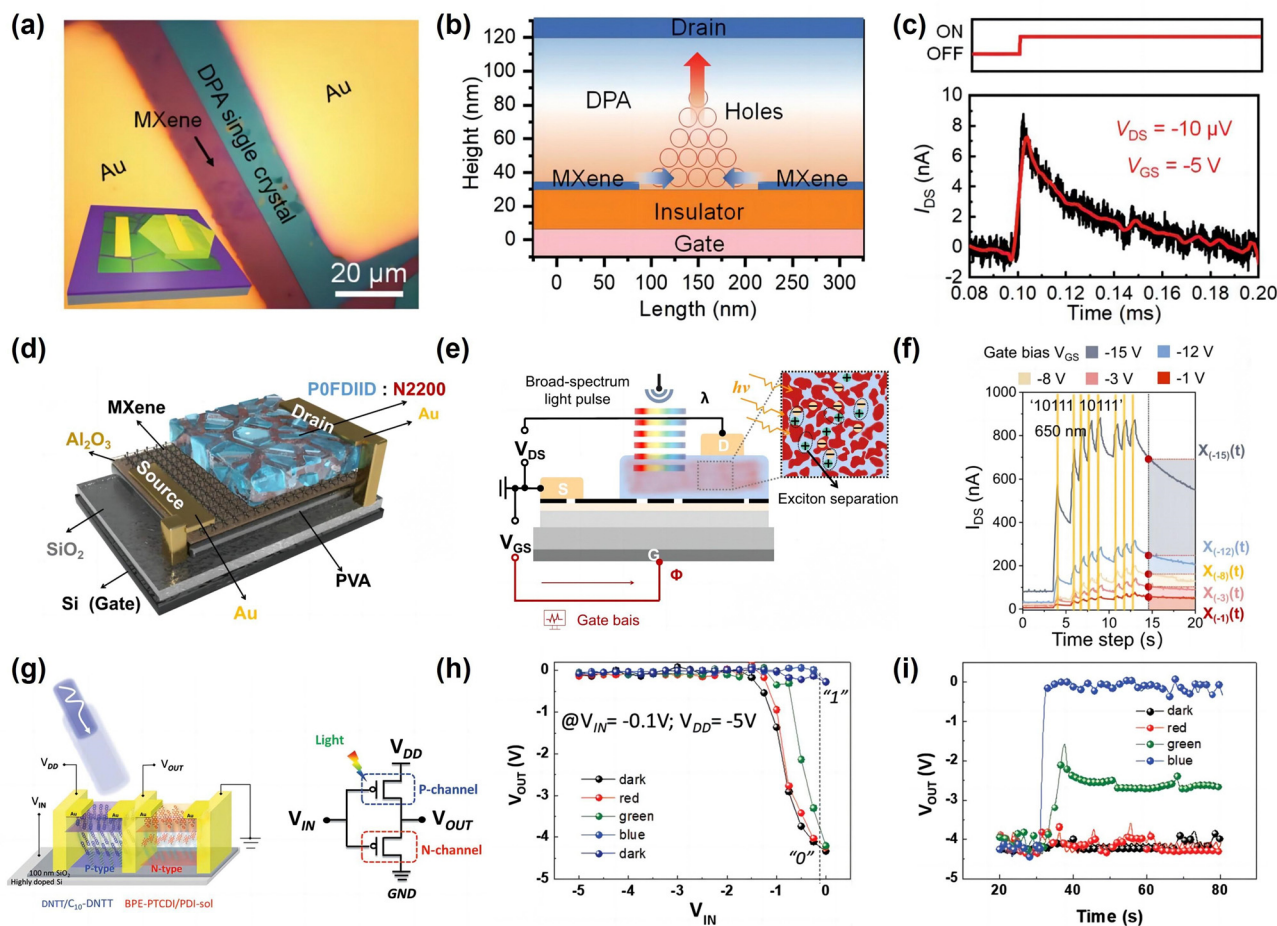 (a)
Au
DPA single crystal
MXene
Au
20 µm
(b)
Drain
120
100
80
60
40
20
0
Height (nm)
DPA
Holes
MXene
MXene
Insulator
Gate
0 50 100 150 200 250 300
Length (nm)
(c)
ON
OFF
10
8
6
4
2
0
-2
I_DS (nA)
V_DS = -10 µV
V_GS = -5 V
0.08 0.10 0.12 0.14 0.16 0.18 0.20
Time (ms)
(d)
P0FDIID : N2200
MXene
Drain
Au
Al2O3
Source
SiO2
PVA
Si (Gate)
Au
(e)
Broad-spectrum
light pulse
λ
hν
D
V_DS
S
Exciton separation
V_GS
G
Φ
Gate bais
(f)
Gate bias V_GS -15 V -12 V
-8 V -3 V -1 V
1000
800
600
400
200
0
I_DS (nA)
'10111 '10111'
650 nm
X(-15)(t)
X(-12)(t)
X(-8)(t)
X(-3)(t)
X(-1)(t)
0 5 10 15 20
Time step (s)
(g)
V_DD
V_OUT
V_IN
Au Au Au Au
P-type N-type
100 nm SiO2
Highly doped Si
DNTT/C10-DNTT BPE-PTCDI/PDI-sol
Light
V_DD
P-channel
V_IN
V_OUT
N-channel
GND
(h)
0
-1
-2
-3
-4
-5
V_OUT (V)
@V_IN= -0.1V; V_DD= -5V
"1"
dark
red
green
blue
dark
"0"
-5 -4 -3 -2 -1 0
V_IN
(i)
1
0
-1
-2
-3
-4
-5
V_OUT (V)
dark
red
green
blue
20 40 60 80
Time (s)